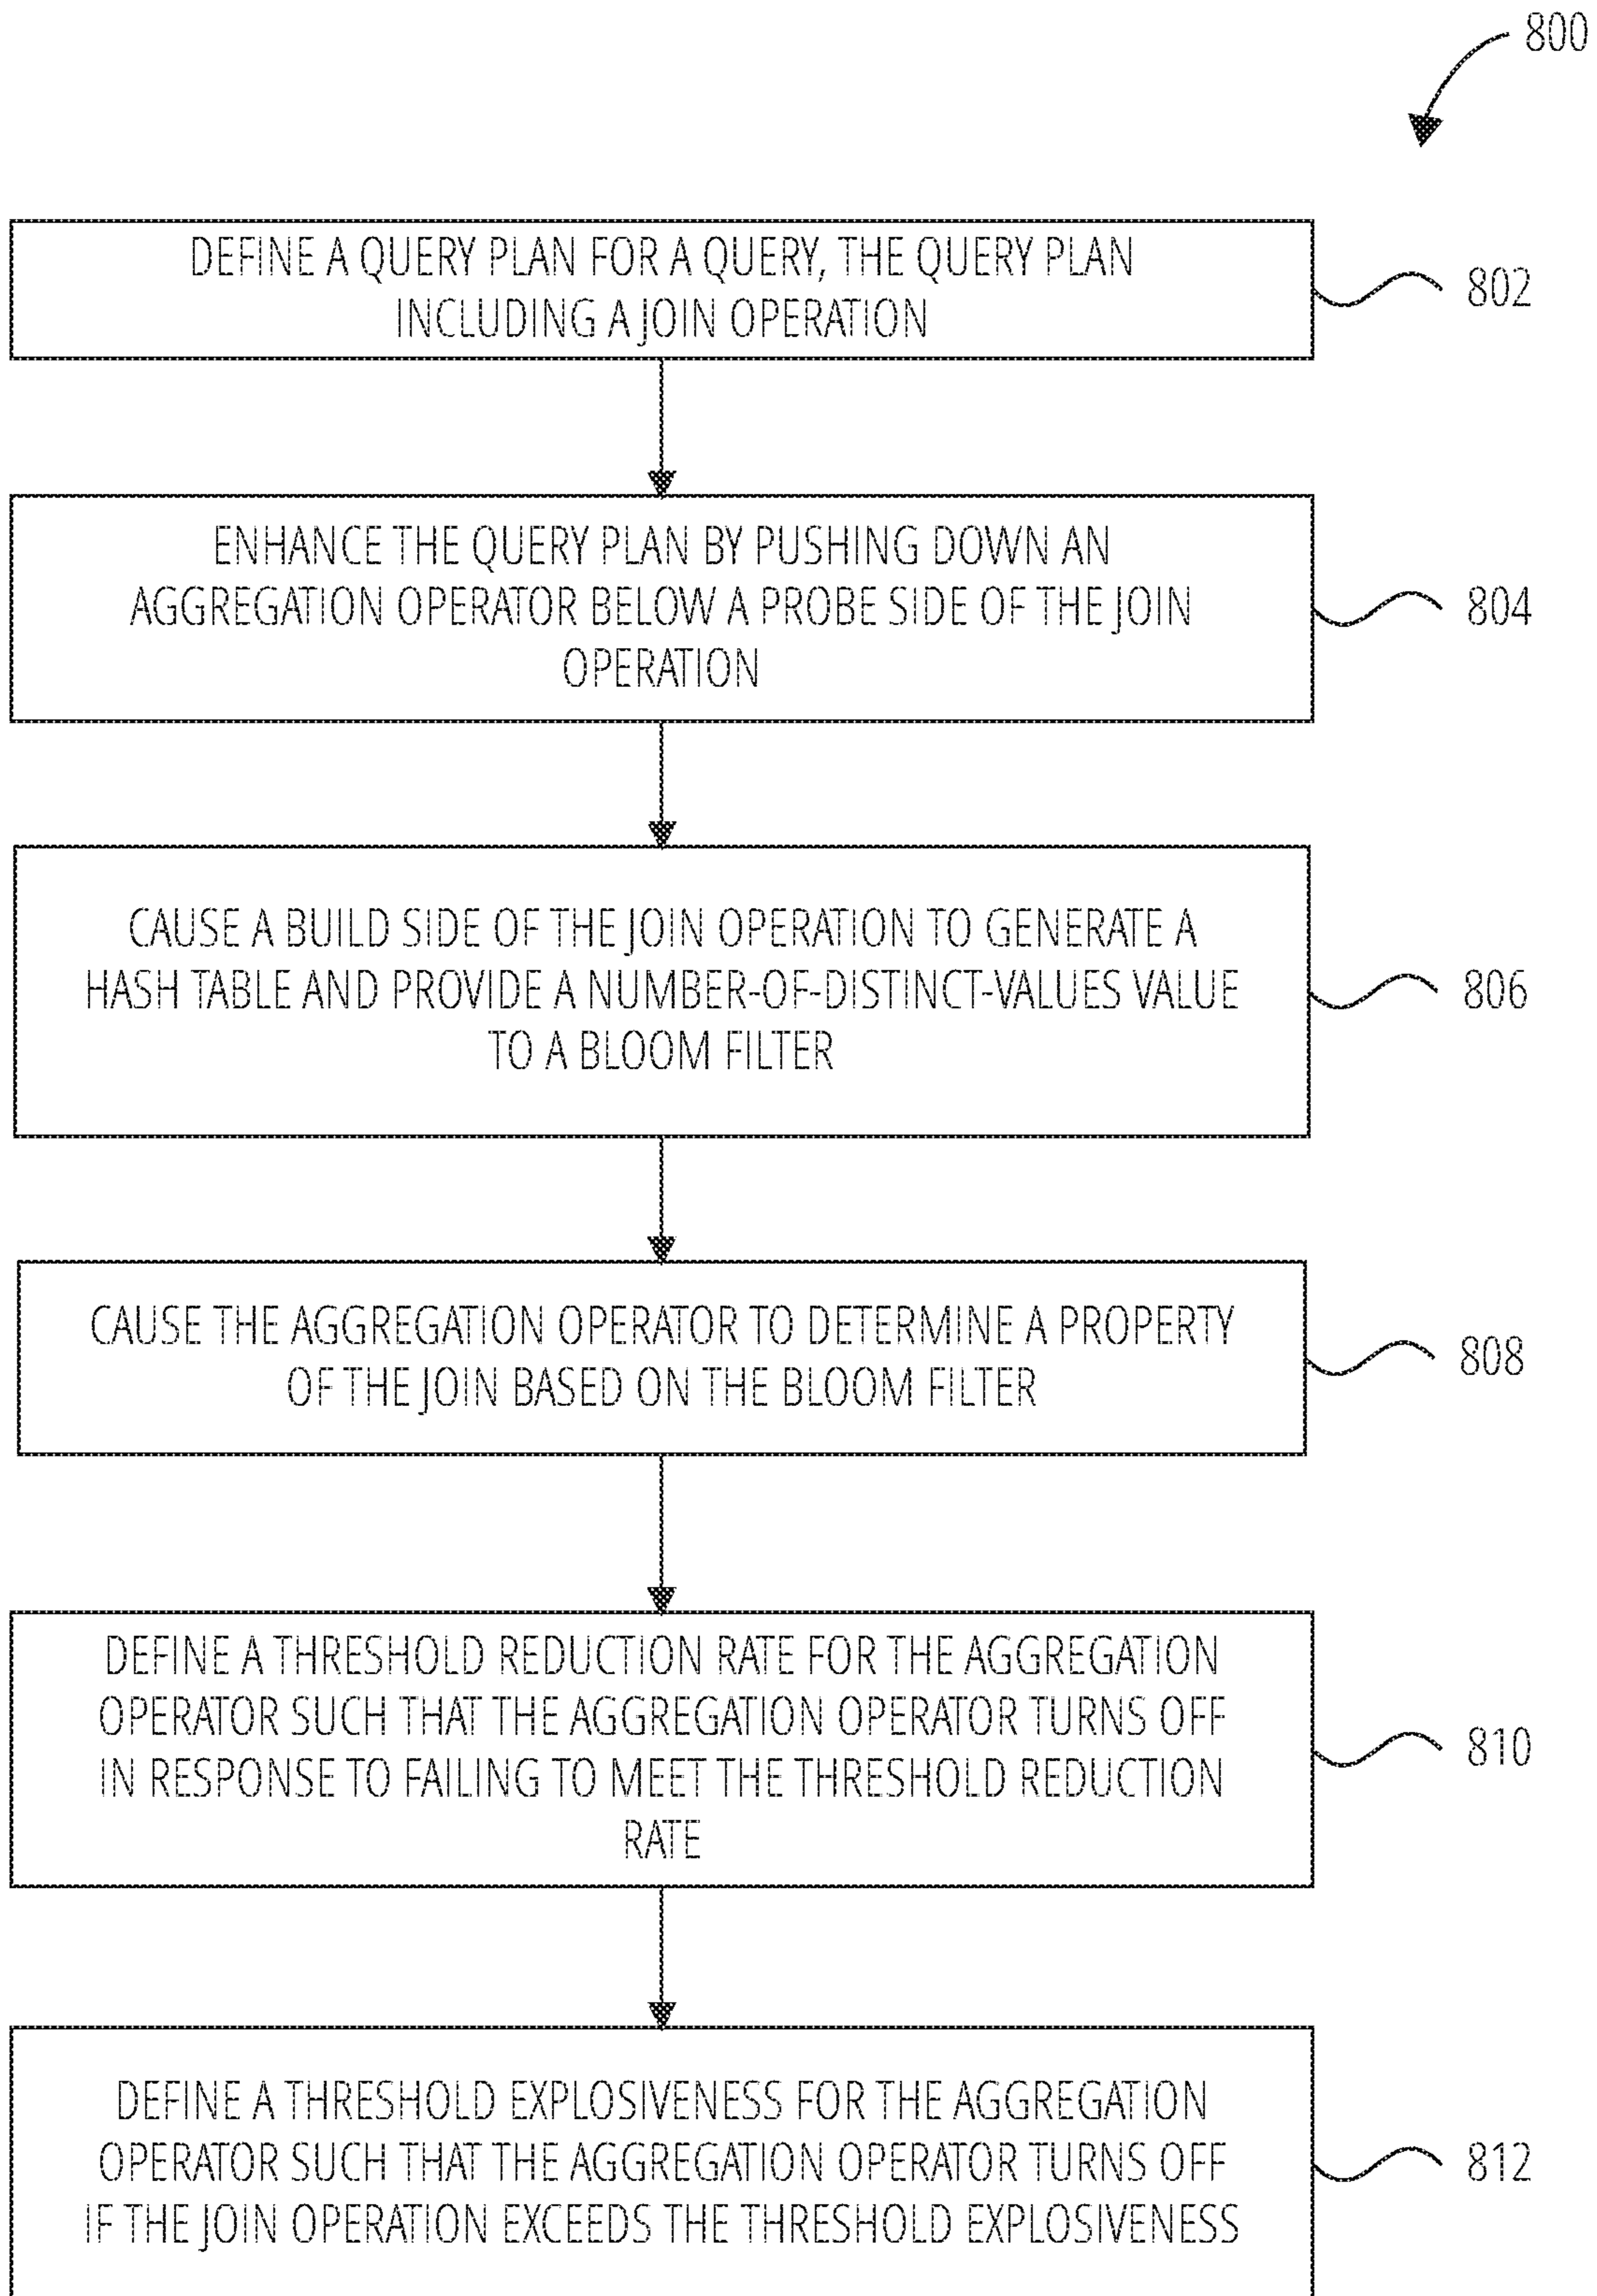 800
DEFINE A QUERY PLAN FOR A QUERY, THE QUERY PLAN
INCLUDING A JOIN OPERATION
802
ENHANCE THE QUERY PLAN BY PUSHING DOWN AN
AGGREGATION OPERATOR BELOW A PROBE SIDE OF THE JOIN
OPERATION
804
CAUSE A BUILD SIDE OF THE JOIN OPERATION TO GENERATE A
HASH TABLE AND PROVIDE A NUMBER-OF-DISTINCT-VALUES VALUE
TO A BLOOM FILTER
806
CAUSE THE AGGREGATION OPERATOR TO DETERMINE A PROPERTY
OF THE JOIN BASED ON THE BLOOM FILTER
808
DEFINE A THRESHOLD REDUCTION RATE FOR THE AGGREGATION
OPERATOR SUCH THAT THE AGGREGATION OPERATOR TURNS OFF
IN RESPONSE TO FAILING TO MEET THE THRESHOLD REDUCTION
RATE
810
DEFINE A THRESHOLD EXPLOSIVENESS FOR THE AGGREGATION
OPERATOR SUCH THAT THE AGGREGATION OPERATOR TURNS OFF
IF THE JOIN OPERATION EXCEEDS THE THRESHOLD EXPLOSIVENESS
812